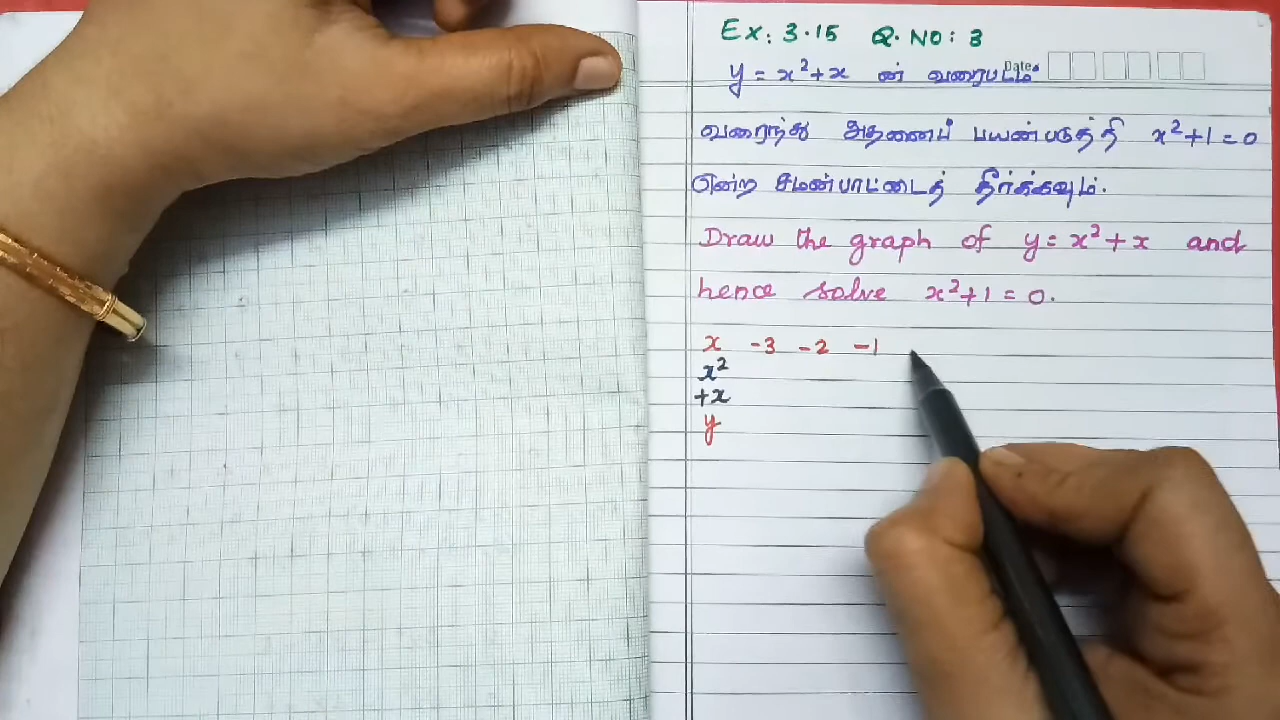 Ex: 3.15 Q.NO: 3
Date
y = x²+x ன் வரைபடம்
வரைந்து அதனைப் பயன்படுத்தி x²+1=0
என்ற சமன்பாட்டைத் தீர்க்கவும்.
Draw the graph of y=x²+x and
hence solve x²+1=0.
x -3 -2 -1
x²
+x
y